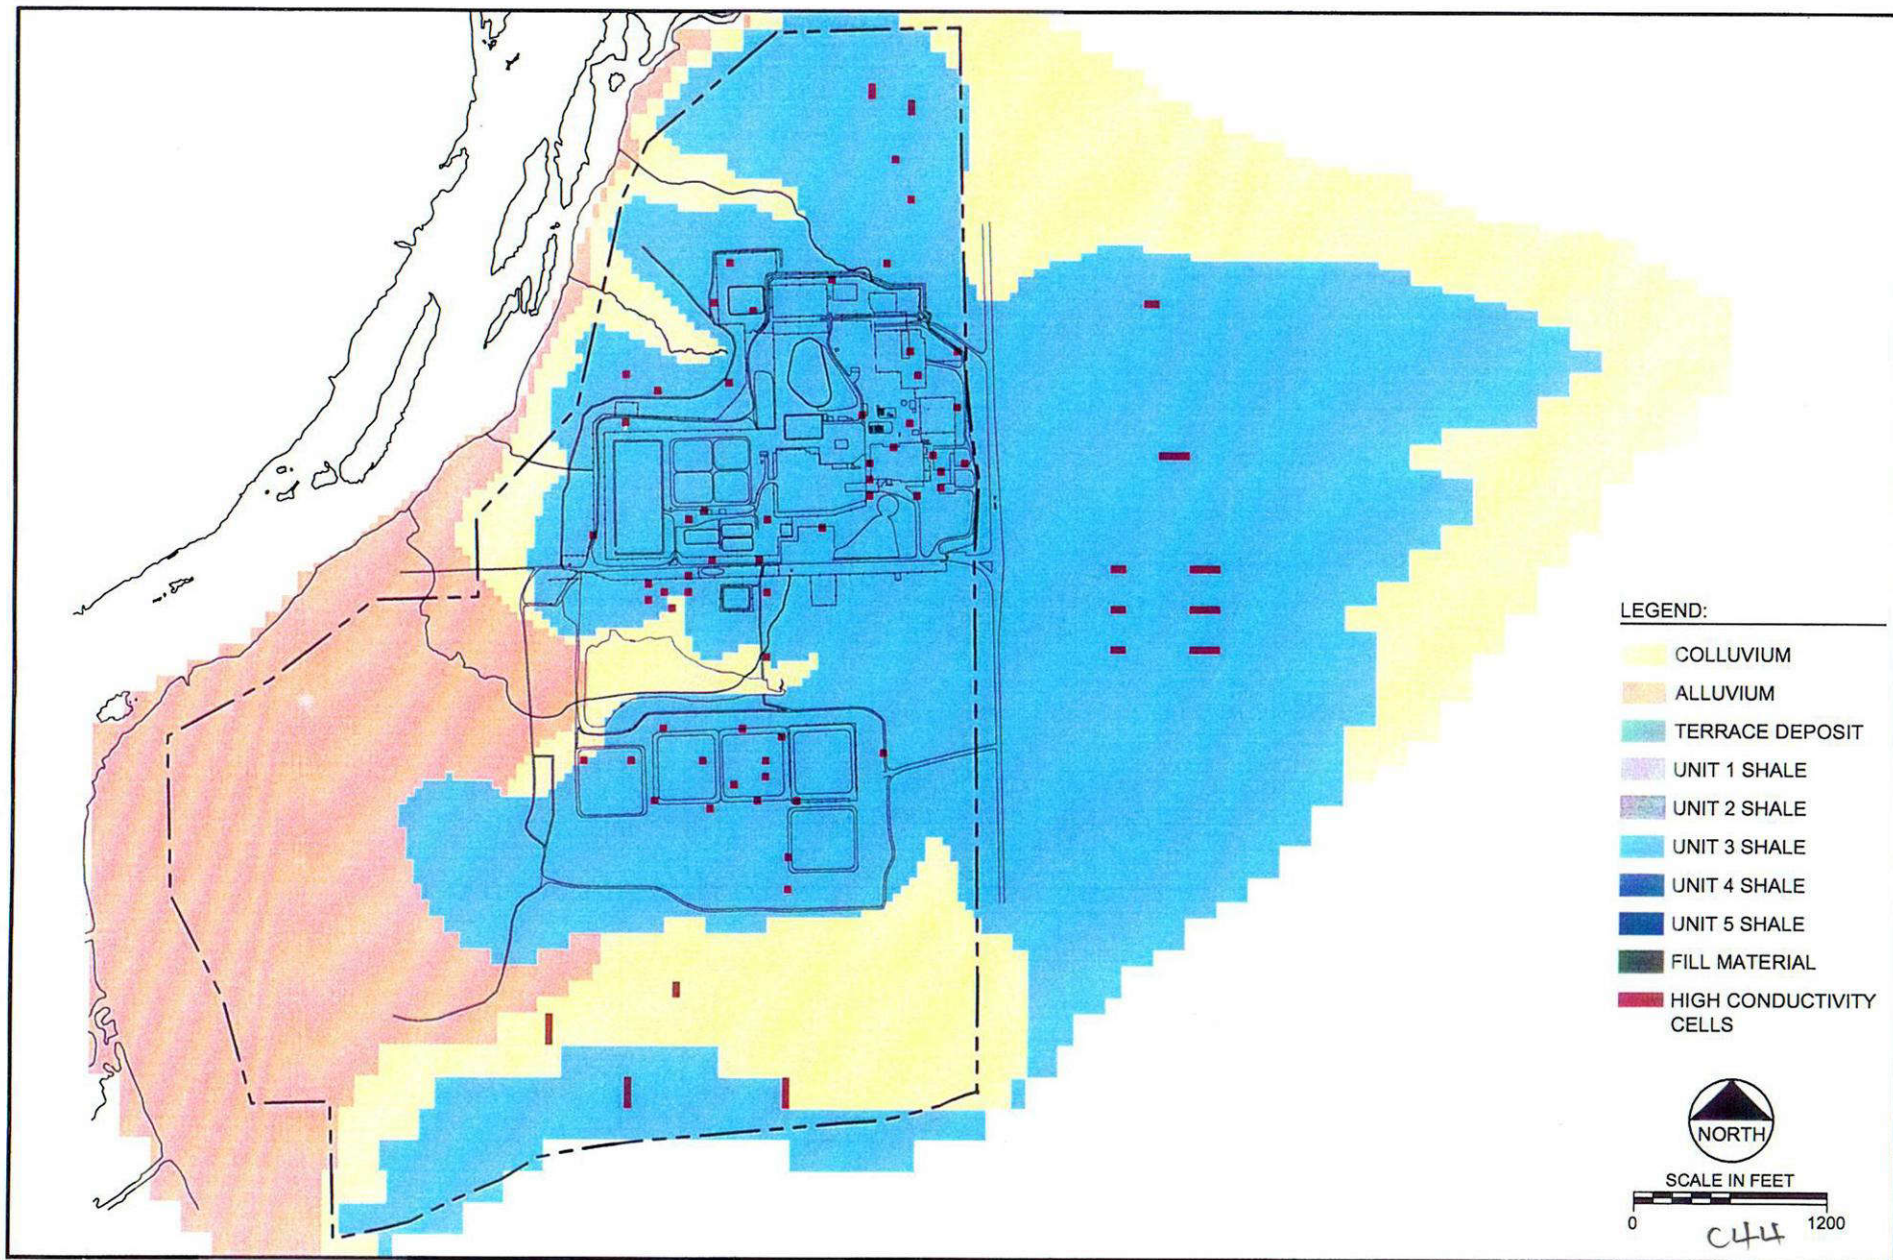 LEGEND:
COLLUVIUM
ALLUVIUM
TERRACE DEPOSIT
UNIT 1 SHALE
UNIT 2 SHALE
UNIT 3 SHALE
UNIT 4 SHALE
UNIT 5 SHALE
FILL MATERIAL
HIGH CONDUCTIVITY
CELLS
NORTH
SCALE IN FEET
0 1200
C44